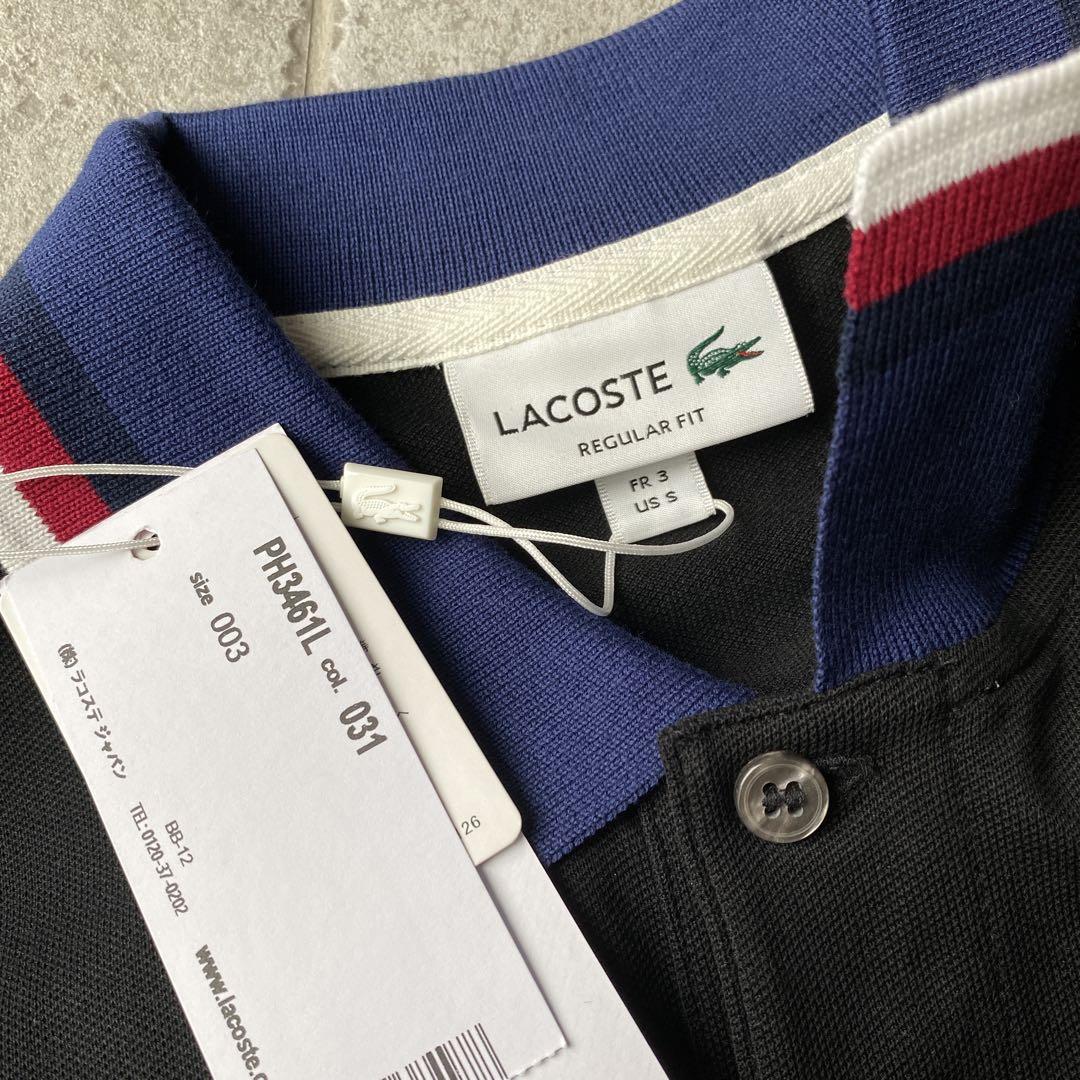 LACOSTE
REGULAR FIT
FR 3
US S
PH3461L col. 031
size 003
(株)ラコステ ジャパン
BB-12
TEL:0120-37-0202
www.lacoste.c
26